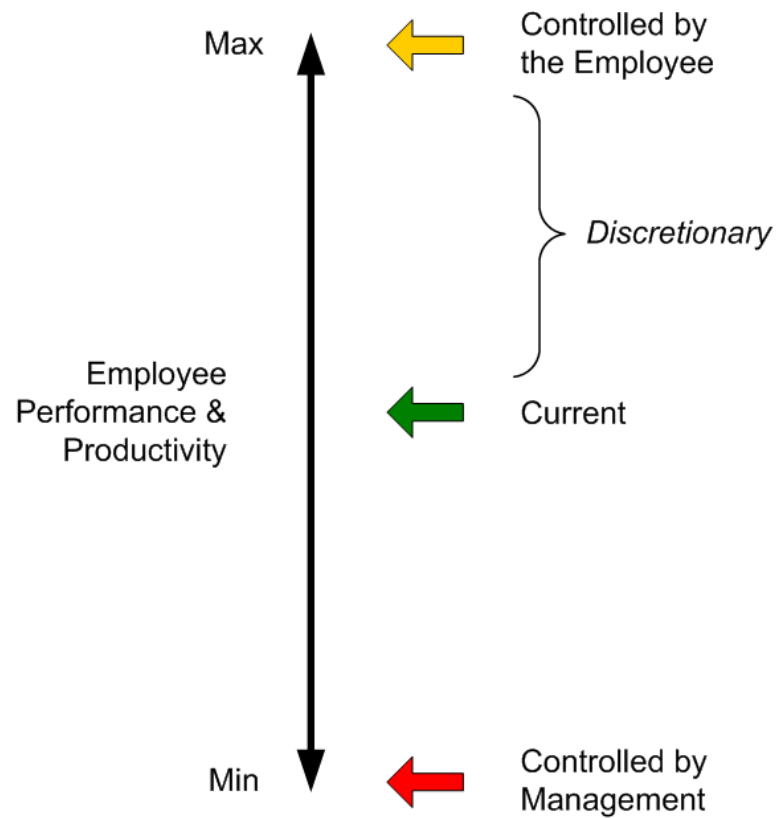 Max
Controlled by
the Employee
Discretionary
Employee
Performance &
Productivity
Current
Min
Controlled by
Management